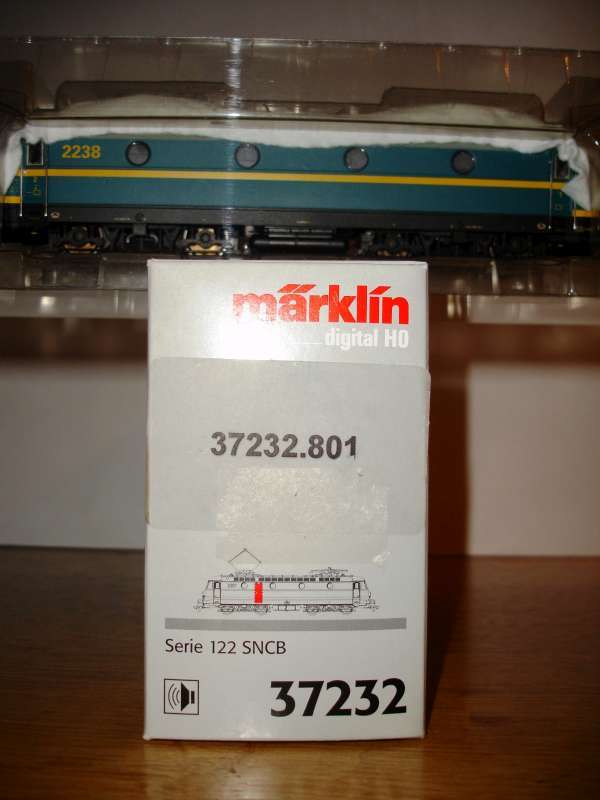 2238
märklin
digital H0
37232.801
Serie 122 SNCB
37232